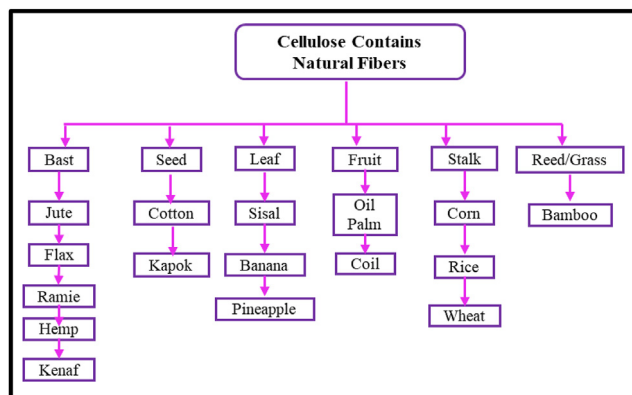 Cellulose Contains
Natural Fibers
Bast
Seed
Leaf
Fruit
Stalk
Reed/Grass
Jute
Cotton
Sisal
Oil
Palm
Corn
Bamboo
Flax
Kapok
Banana
Coil
Rice
Ramie
Pineapple
Wheat
Hemp
Kenaf